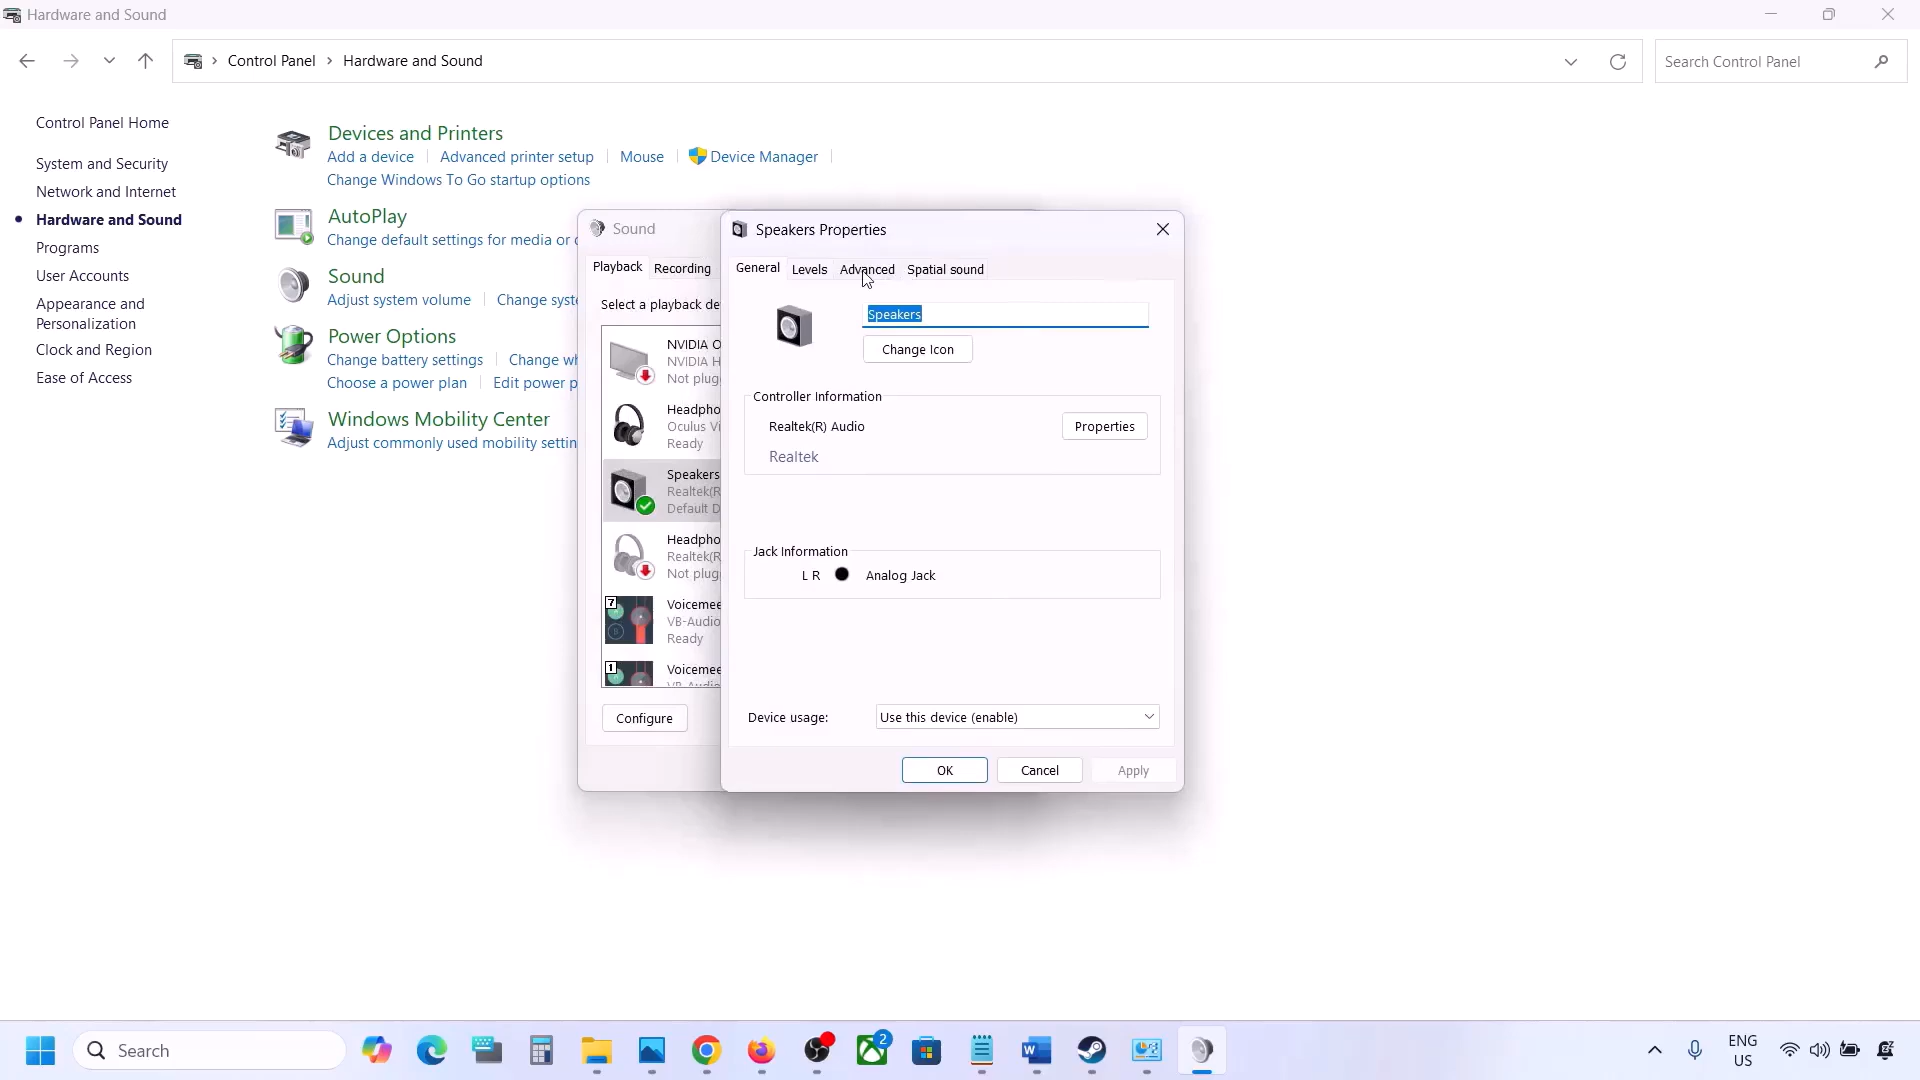 Hardware and Sound
Control Panel
Hardware and Sound
Search Control Panel
Control Panel Home
System and Security
Network and Internet
Hardware and Sound
Programs
User Accounts
Appearance and
Personalization
Clock and Region
Ease of Access
Devices and Printers
Add a device
Advanced printer setup
Mouse
Device Manager
Change Windows To Go startup options
AutoPlay
Change default settings for media or
Sound
Adjust system volume
Change syste
Power Options
Change battery settings
Change wh
Choose a power plan
Edit power p
Windows Mobility Center
Adjust commonly used mobility settin
Sound
Playback
Recording
Select a playback de
NVIDIA O
NVIDIA H
Not plug
Headpho
Oculus Vi
Ready
Speakers
Realtek(R
Default D
Headpho
Realtek(R
Not plug
7
Voicemee
VB-Audio
Ready
1
Voicemee
VB-Audio
Configure
Speakers Properties
General
Levels
Advanced
Spatial sound
Speakers
Change Icon
Controller Information
Realtek(R) Audio
Properties
Realtek
Jack Information
L R
Analog Jack
Device usage:
Use this device (enable)
OK
Cancel
Apply
Search
2
ENG
US